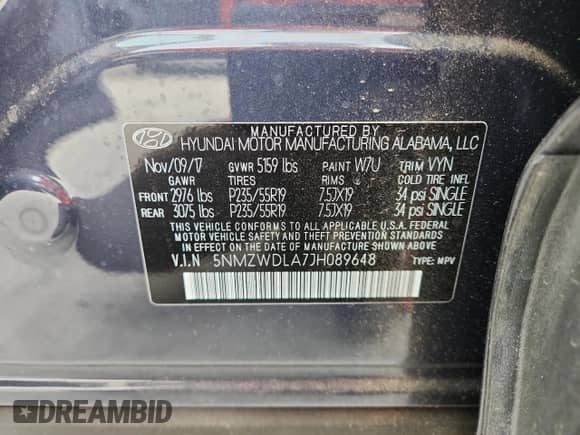 MANUFACTURED BY
HYUNDAI MOTOR MANUFACTURING ALABAMA, LLC
Nov/09/17 GVWR 5159 lbs PAINT W7U TRIM VYN
GAWR TIRES RIMS COLD TIRE INFL
FRONT 2976 lbs P235/55R19 7.5JX19 34 psi SINGLE
REAR 3075 lbs P235/55R19 7.5JX19 34 psi SINGLE
THIS VEHICLE CONFORMS TO ALL APPLICABLE U.S.A. FEDERAL
MOTOR VEHICLE SAFETY AND THEFT PREVENTION STANDARDS
IN EFFECT ON THE DATE OF MANUFACTURE SHOWN ABOVE.
V.I.N 5NMZWDLA7JH089648 TYPE: MPV
DREAMBID